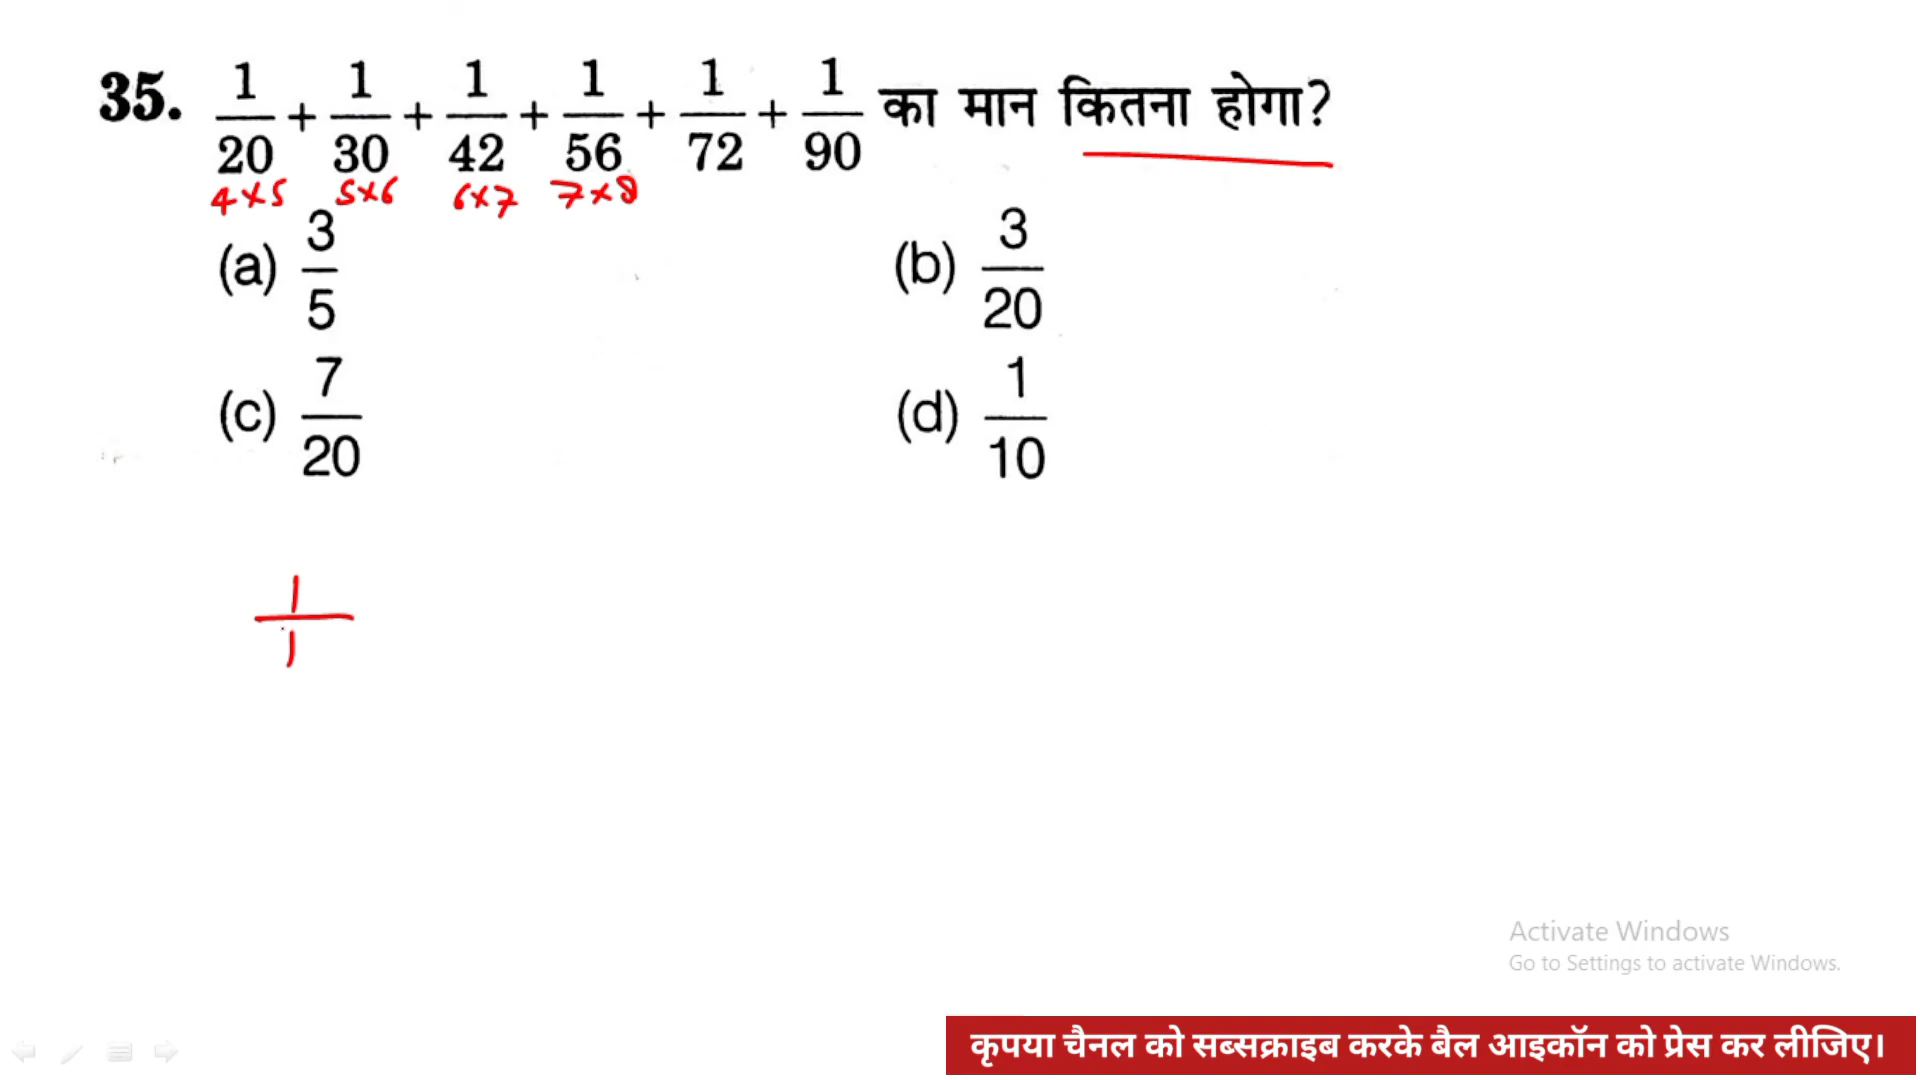 35. 1/20 + 1/30 + 1/42 + 1/56 + 1/72 + 1/90 का मान कितना होगा?
4×5 5×6 6×7 7×8
(a) 3/5 (b) 3/20
(c) 7/20 (d) 1/10
1/1
Activate Windows
Go to Settings to activate Windows.
कृपया चैनल को सब्सक्राइब करके बैल आइकॉन को प्रेस कर लीजिए।